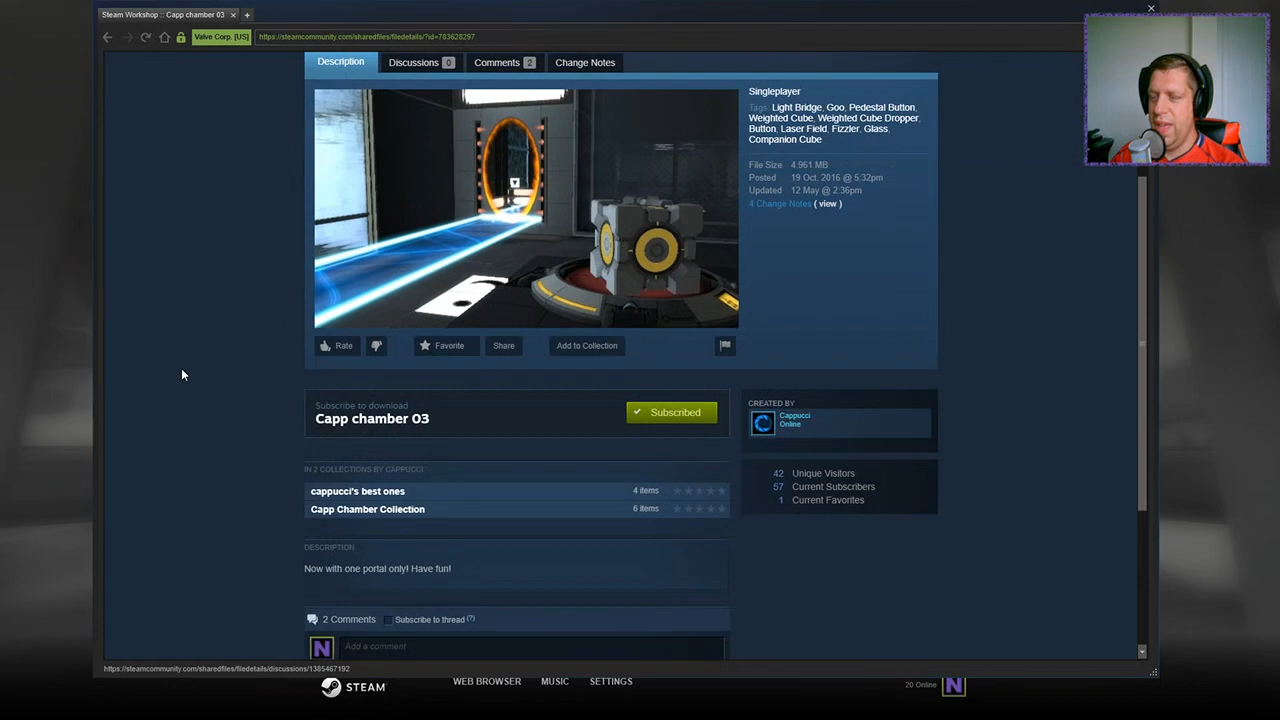 Steam Workshop :: Capp chamber 03
Valve Corp. [US]
https://steamcommunity.com/sharedfiles/filedetails/?id=783628297
Description
Discussions 0
Comments 2
Change Notes
Singleplayer
Tags: Light Bridge, Goo, Pedestal Button,
Weighted Cube, Weighted Cube Dropper,
Button, Laser Field, Fizzler, Glass,
Companion Cube
File Size 4.961 MB
Posted 19 Oct, 2016 @ 5:32pm
Updated 12 May @ 2:36pm
4 Change Notes ( view )
Rate
Favorite
Share
Add to Collection
Subscribe to download
Capp chamber 03
Subscribed
CREATED BY
Cappucci
Online
IN 2 COLLECTIONS BY CAPPUCCI
cappucci's best ones 4 items
Capp Chamber Collection 6 items
42 Unique Visitors
57 Current Subscribers
1 Current Favorites
DESCRIPTION
Now with one portal only! Have fun!
2 Comments Subscribe to thread (?)
N
Add a comment
https://steamcommunity.com/sharedfiles/filedetails/discussions/1385467192
STEAM
WEB BROWSER
MUSIC
SETTINGS
20 Online
N